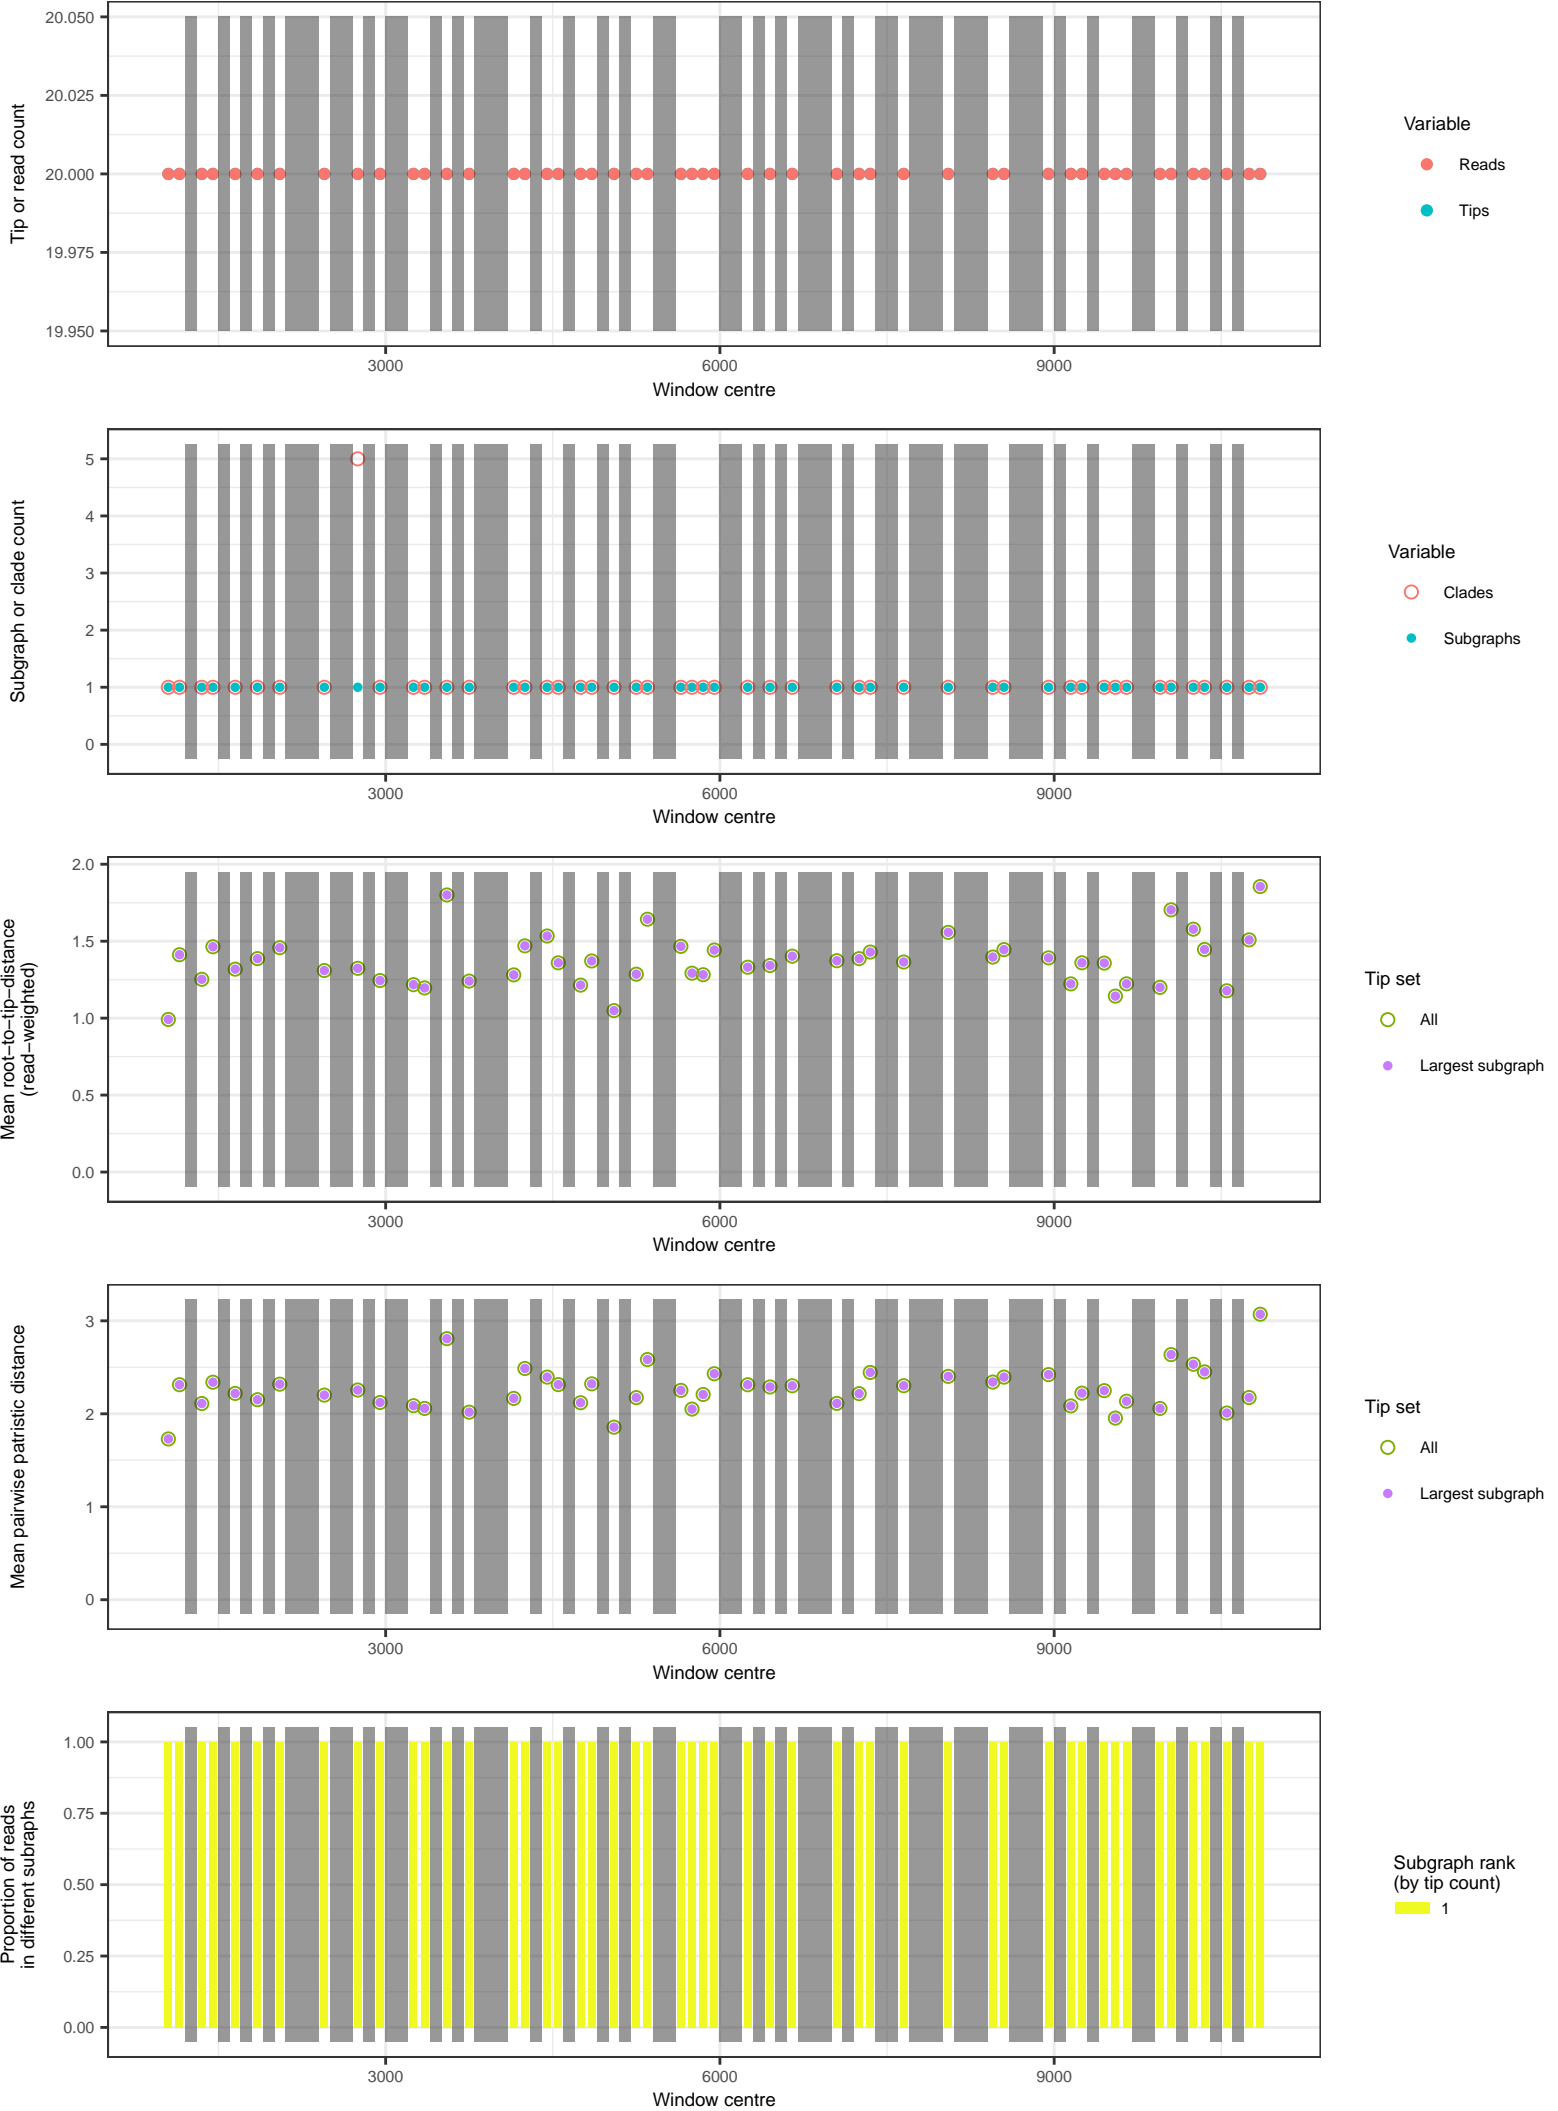 20.050
20.025
20.000
19.975
19.950
Tip or read count
3000
6000
9000
Window centre
Variable
Reads
Tips
5
4
3
2
1
0
Subgraph or clade count
3000
6000
9000
Window centre
Variable
Clades
Subgraphs
2.0
1.5
1.0
0.5
0.0
Mean root−to−tip−distance
(read−weighted)
3000
6000
9000
Window centre
Tip set
All
Largest subgraph
3
2
1
0
Mean pairwise patristic distance
3000
6000
9000
Window centre
Tip set
All
Largest subgraph
1.00
0.75
0.50
0.25
0.00
Proportion of reads
in different subraphs
3000
6000
9000
Window centre
Subgraph rank
(by tip count)
1